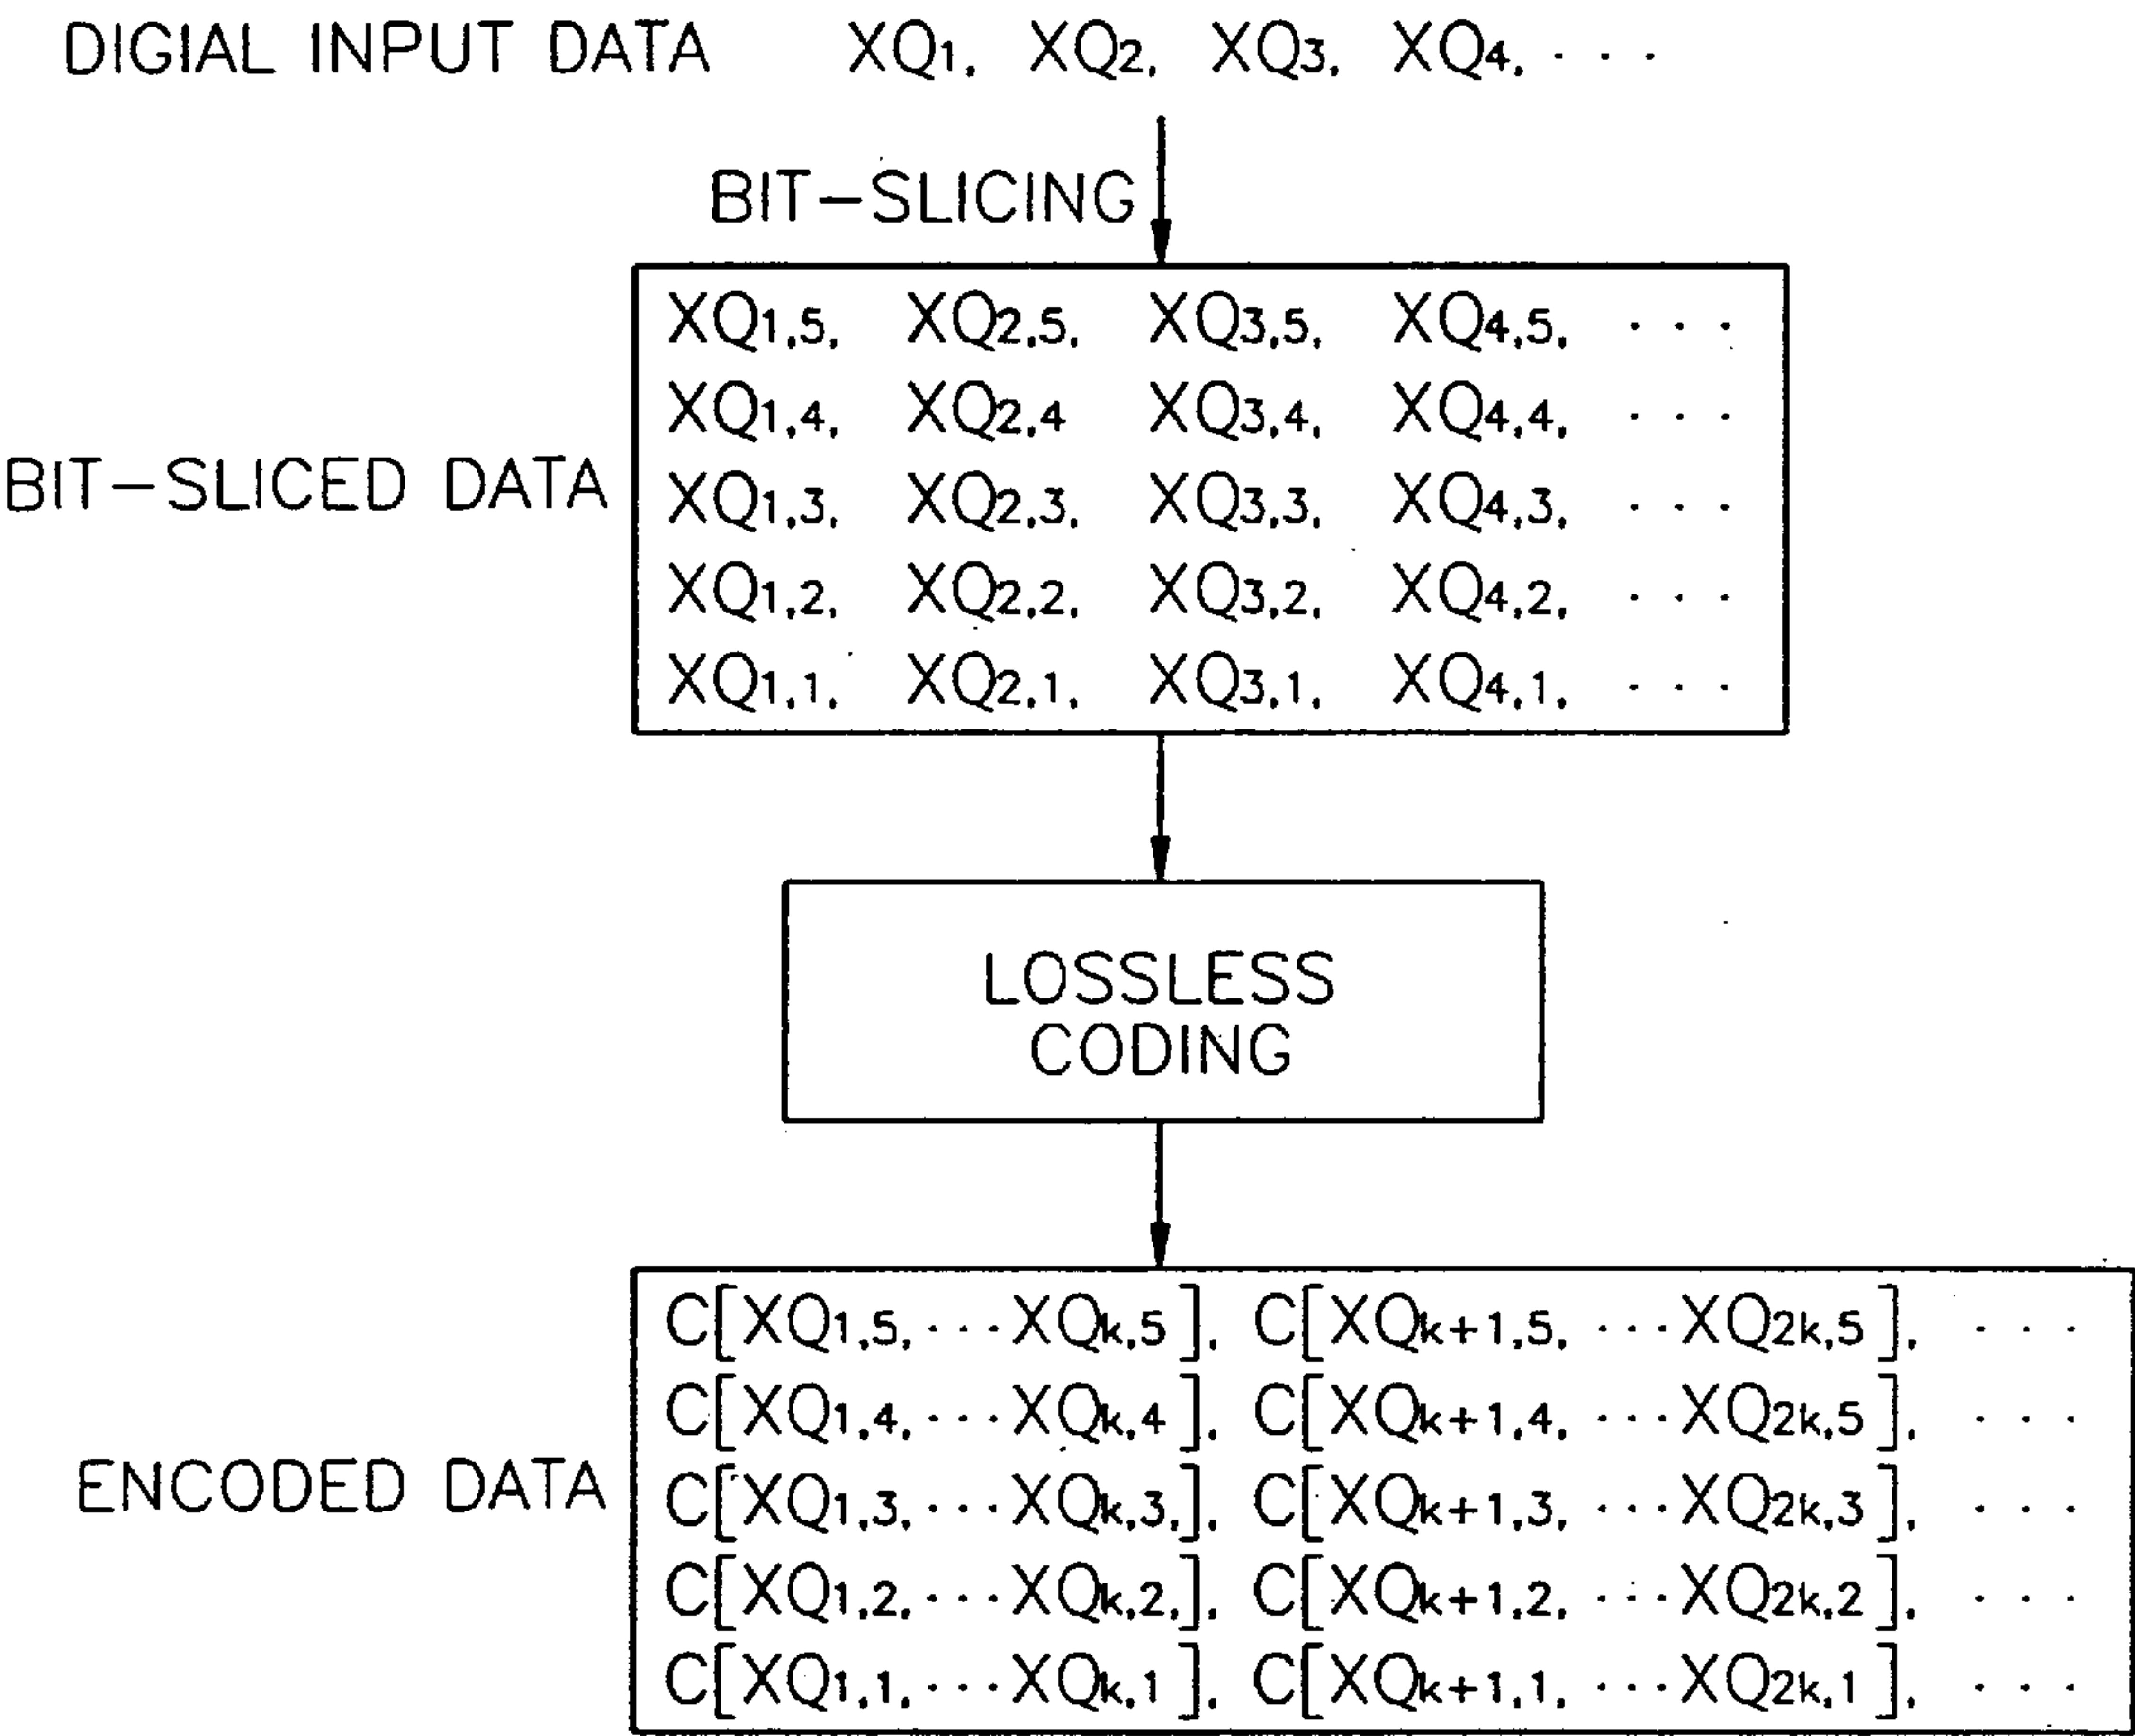 DIGIAL INPUT DATA XQ1, XQ2, XQ3, XQ4, ···
BIT-SLICING
XQ1,5, XQ2,5, XQ3,5, XQ4,5, ···
XQ1,4, XQ2,4 XQ3,4, XQ4,4, ···
BIT-SLICED DATA
XQ1,3, XQ2,3, XQ3,3, XQ4,3, ···
XQ1,2, XQ2,2, XQ3,2, XQ4,2, ···
XQ1,1, XQ2,1, XQ3,1, XQ4,1, ···
LOSSLESS
CODING
C[XQ1,5, ···XQk,5], C[XQk+1,5, ···XQ2k,5], ···
C[XQ1,4, ···XQk,4], C[XQk+1,4, ···XQ2k,5], ···
ENCODED DATA
C[XQ1,3, ···XQk,3,], C[XQk+1,3, ···XQ2k,3], ···
C[XQ1,2, ···XQk,2,], C[XQk+1,2, ···XQ2k,2], ···
C[XQ1,1, ···XQk,1], C[XQk+1,1, ···XQ2k,1], ···